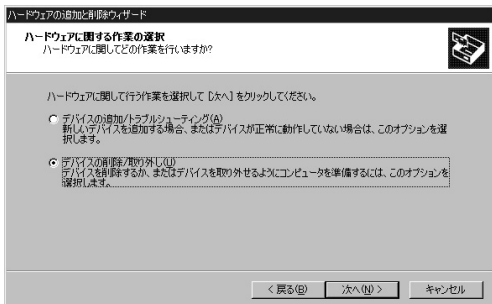 ハードウェアの追加と削除ウィザード
ハードウェアに関する作業の選択
ハードウェアに関してどの作業を行いますか?
ハードウェアに関して行う作業を選択して [次へ] をクリックしてください。
デバイスの追加/トラブルシューティング(A)
新しいデバイスを追加する場合、またはデバイスが正常に動作していない場合は、このオプションを選
択します。
デバイスの削除/取り外し(U)
デバイスを削除するか、またはデバイスを取り外せるようにコンピュータを準備するには、このオプションを
選択します。
< 戻る(B)
次へ(N) >
キャンセル